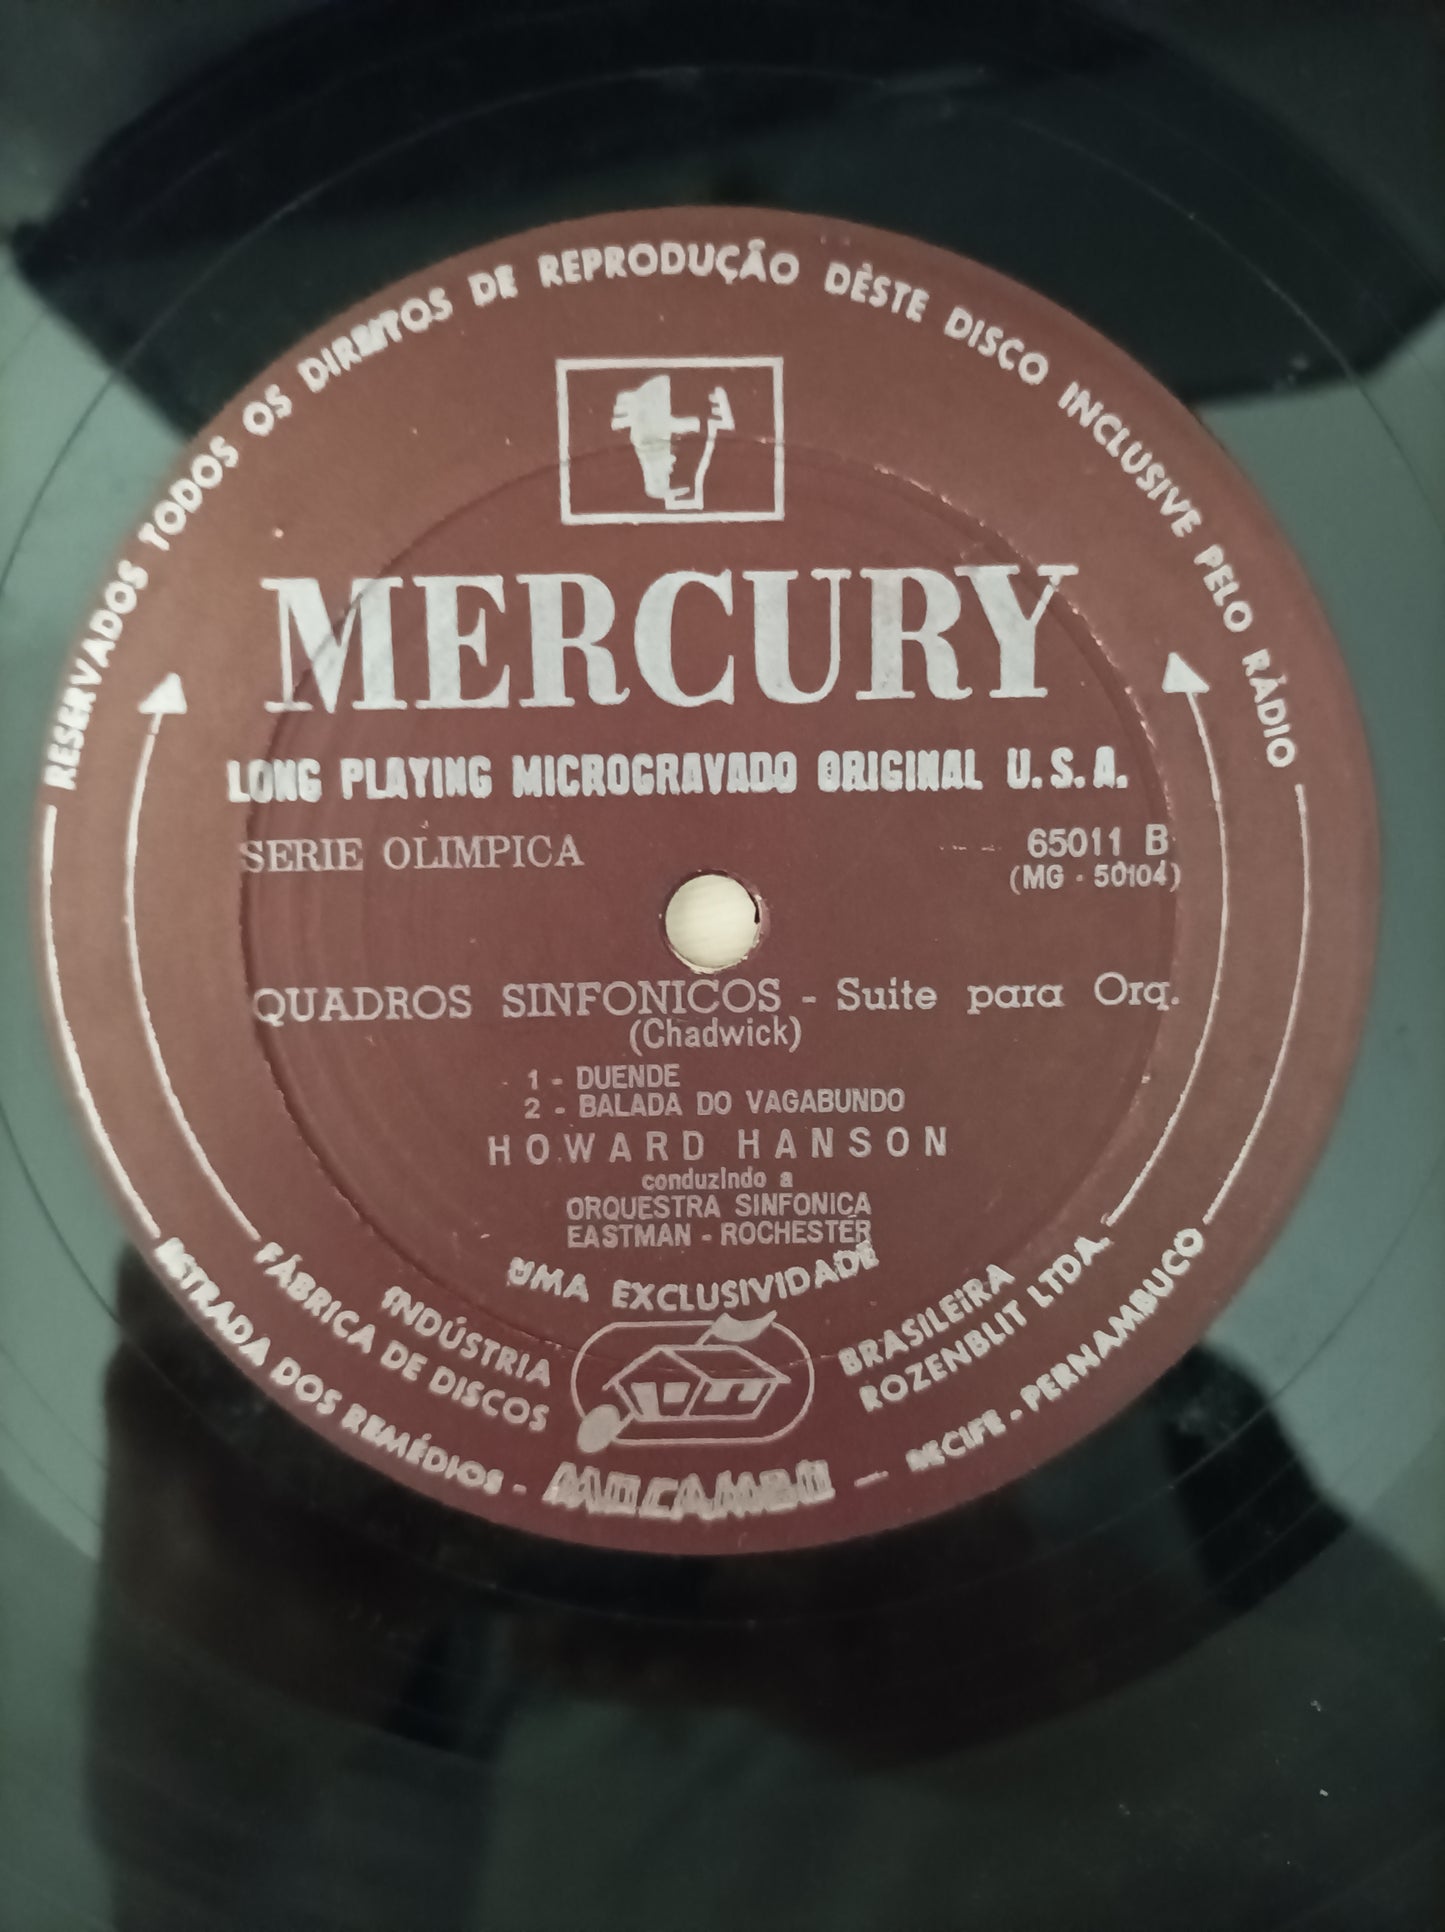 RESERVADOS TODOS OS DIREITOS DE REPRODUÇÃO DÊSTE DISCO INCLUSIVE PELO RÁDIO
MERCURY
LONG PLAYING MICROGRAVADO ORIGINAL U.S.A.
SERIE OLIMPICA
65011 B
(MG - 50104)
QUADROS SINFONICOS - Suite para Orq.
(Chadwick)
1 - DUENDE
2 - BALADA DO VAGABUNDO
HOWARD HANSON
conduzindo a
ORQUESTRA SINFONICA
EASTMAN - ROCHESTER
UMA EXCLUSIVIDADE
INDÚSTRIA BRASILEIRA
FÁBRICA DE DISCOS ROZENBLIT LTDA.
ESTRADA DOS REMÉDIOS - MOCAMBO - RECIFE - PERNAMBUCO